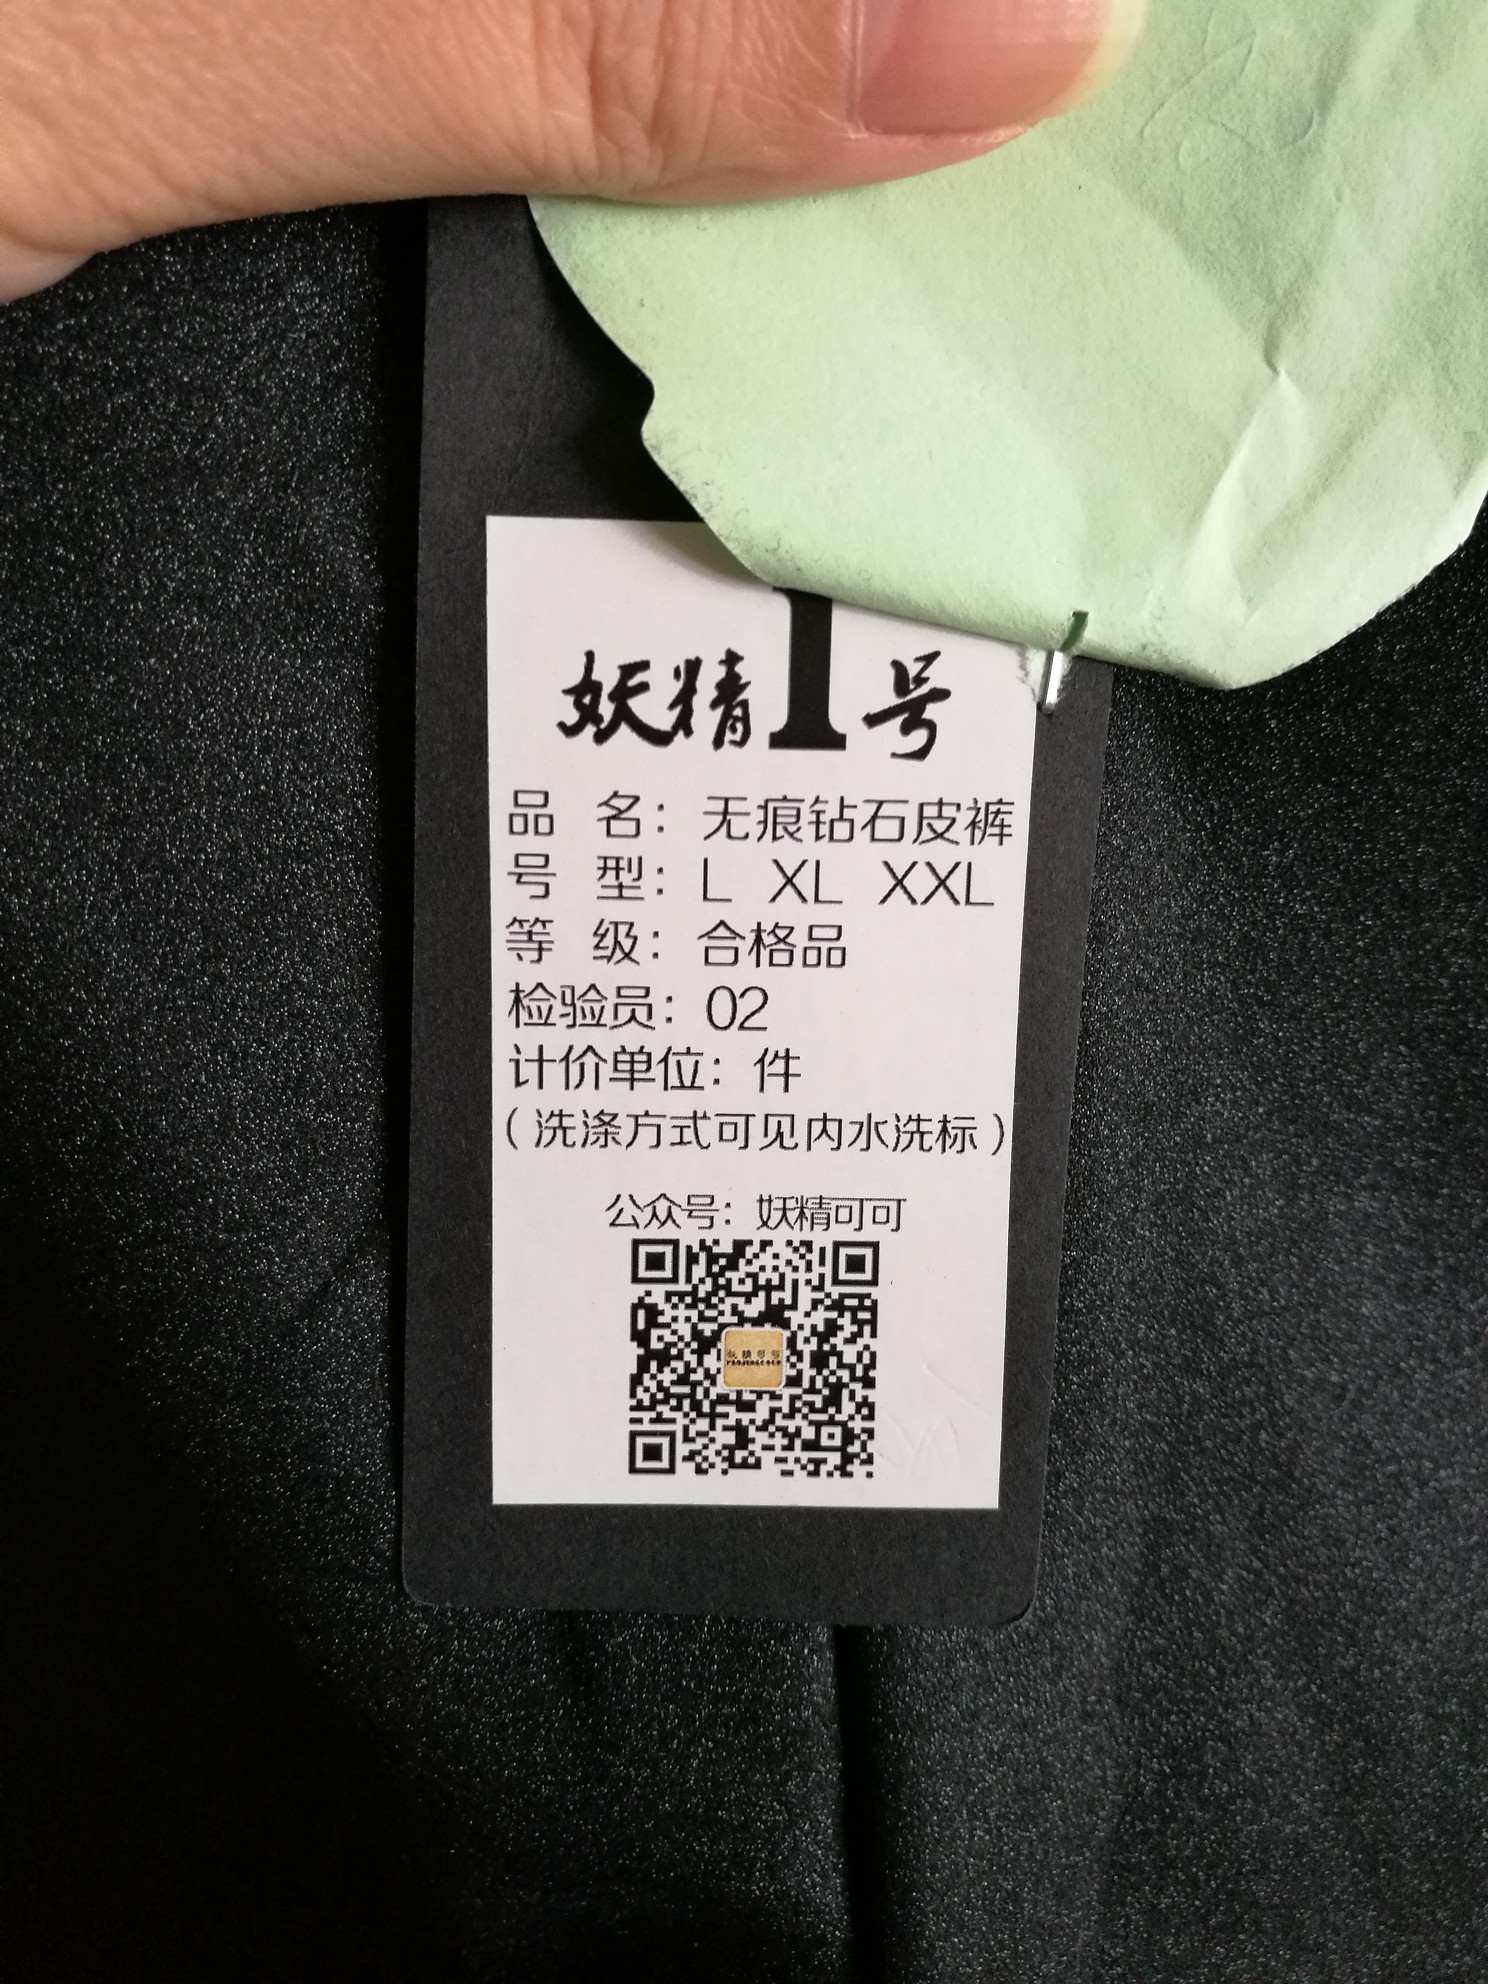 妖精1号
品 名：无痕钻石皮裤
号 型：L XL XXL
等 级：合格品
检验员：02
计价单位：件
（洗涤方式可见内水洗标）
公众号：妖精可可